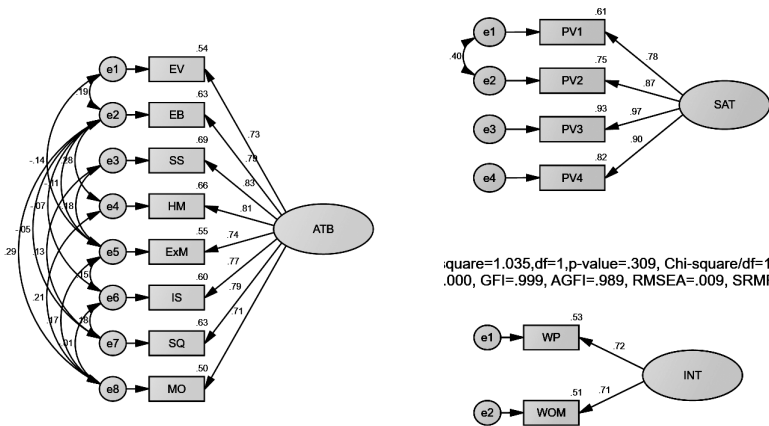 .54
e1 EV
.19
.63
e2 EB
.73
.69
e3 SS
.79
-.14
.28
.66
.83
e4 HM
.81
ATB
-.07
.18
.55
.74
e5 ExM
-.05
.77
.29
.13
.60
e6 IS
.79
.21
.63
.71
e7 SQ
.17
.18
.50
-.01
e8 MO
.61
e1 PV1
.40
.78
.75
e2 PV2
.87
SAT
.93
.97
e3 PV3
.90
.82
e4 PV4
square=1.035,df=1,p-value=.309, Chi-square/df=1
.000, GFI=.999, AGFI=.989, RMSEA=.009, SRM
.53
e1 WP
.72
INT
.71
.51
e2 WOM